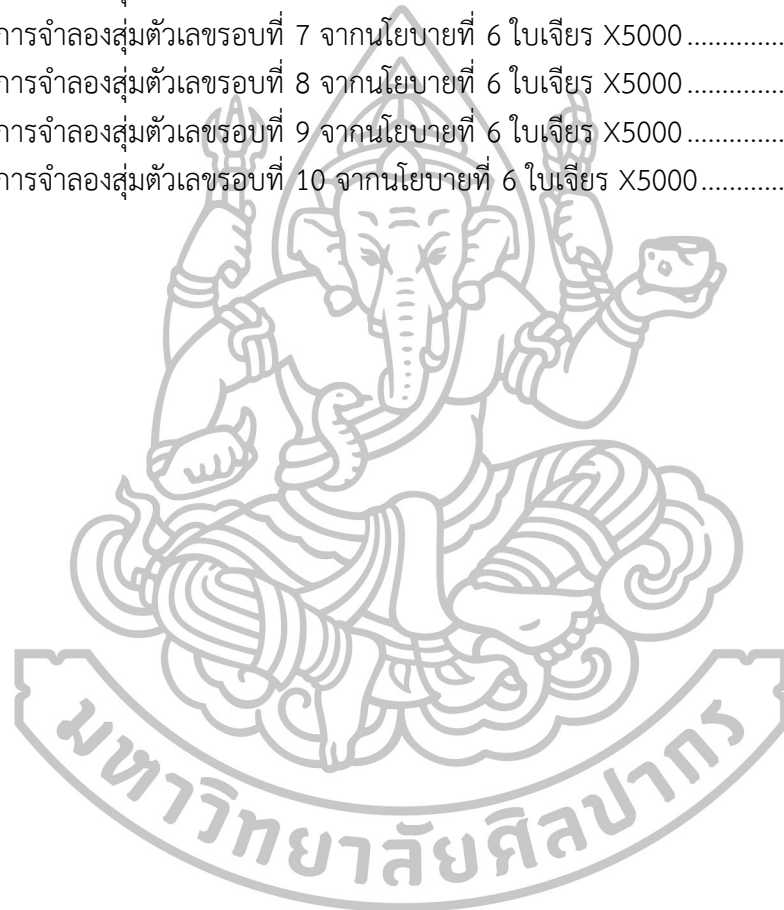 การจำลองสุ่มตัวเลขรอบที่ 7 จากนโยบายที่ 6 ใบเจียร X5000..............
การจำลองสุ่มตัวเลขรอบที่ 8 จากนโยบายที่ 6 ใบเจียร X5000..............
การจำลองสุ่มตัวเลขรอบที่ 9 จากนโยบายที่ 6 ใบเจียร X5000..............
การจำลองสุ่มตัวเลขรอบที่ 10 จากนโยบายที่ 6 ใบเจียร X5000............
มหาวิทยาลัยศิลปากร